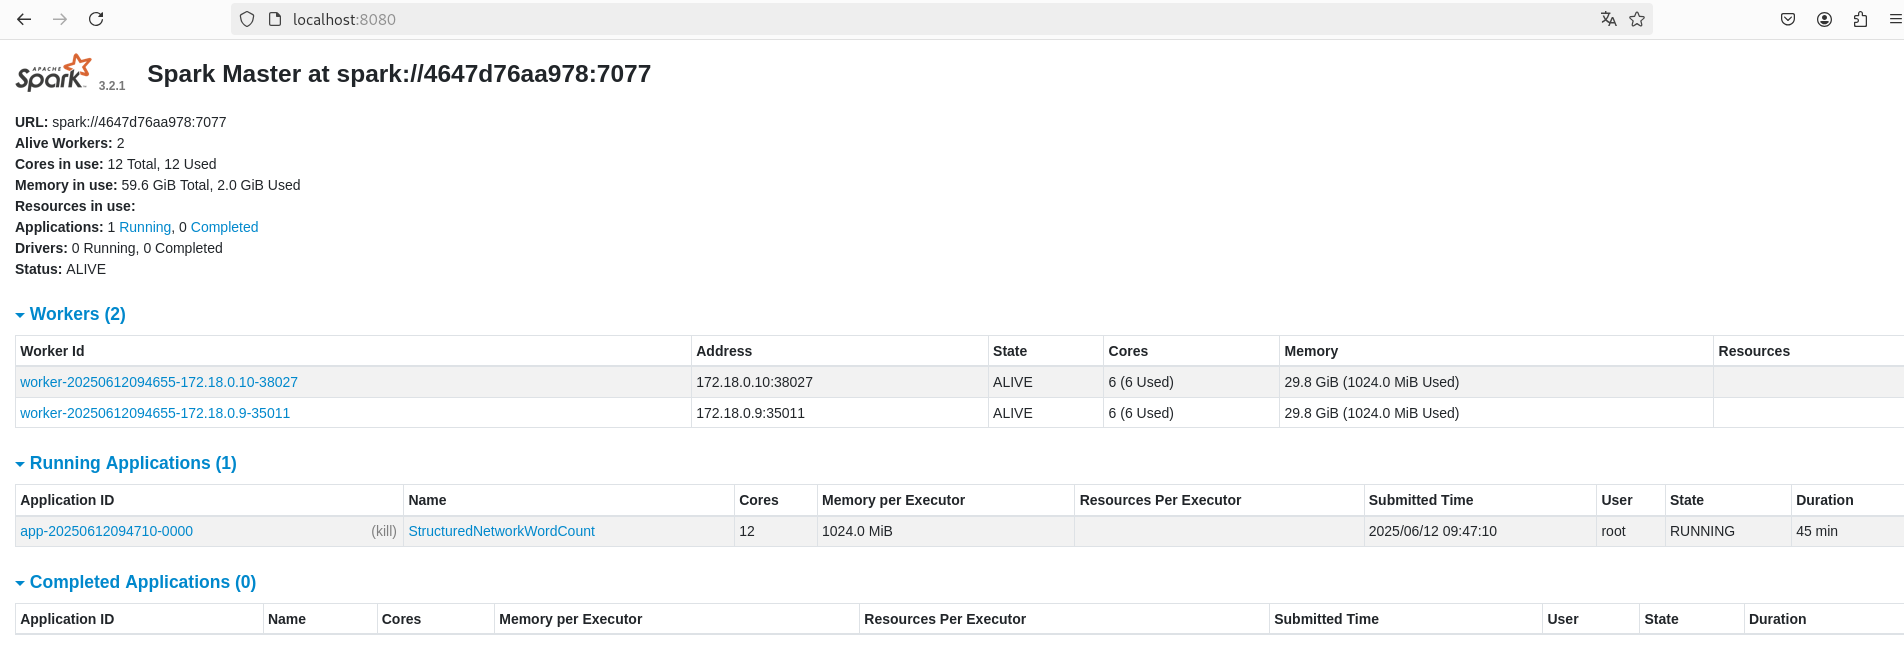 localhost:8080
APACHE Spark 3.2.1 Spark Master at spark://4647d76aa978:7077
URL: spark://4647d76aa978:7077
Alive Workers: 2
Cores in use: 12 Total, 12 Used
Memory in use: 59.6 GiB Total, 2.0 GiB Used
Resources in use:
Applications: 1 Running, 0 Completed
Drivers: 0 Running, 0 Completed
Status: ALIVE
Workers (2)
Worker Id Address State Cores Memory Resources
worker-20250612094655-172.18.0.10-38027 172.18.0.10:38027 ALIVE 6 (6 Used) 29.8 GiB (1024.0 MiB Used)
worker-20250612094655-172.18.0.9-35011 172.18.0.9:35011 ALIVE 6 (6 Used) 29.8 GiB (1024.0 MiB Used)
Running Applications (1)
Application ID Name Cores Memory per Executor Resources Per Executor Submitted Time User State Duration
app-20250612094710-0000 (kill) StructuredNetworkWordCount 12 1024.0 MiB 2025/06/12 09:47:10 root RUNNING 45 min
Completed Applications (0)
Application ID Name Cores Memory per Executor Resources Per Executor Submitted Time User State Duration